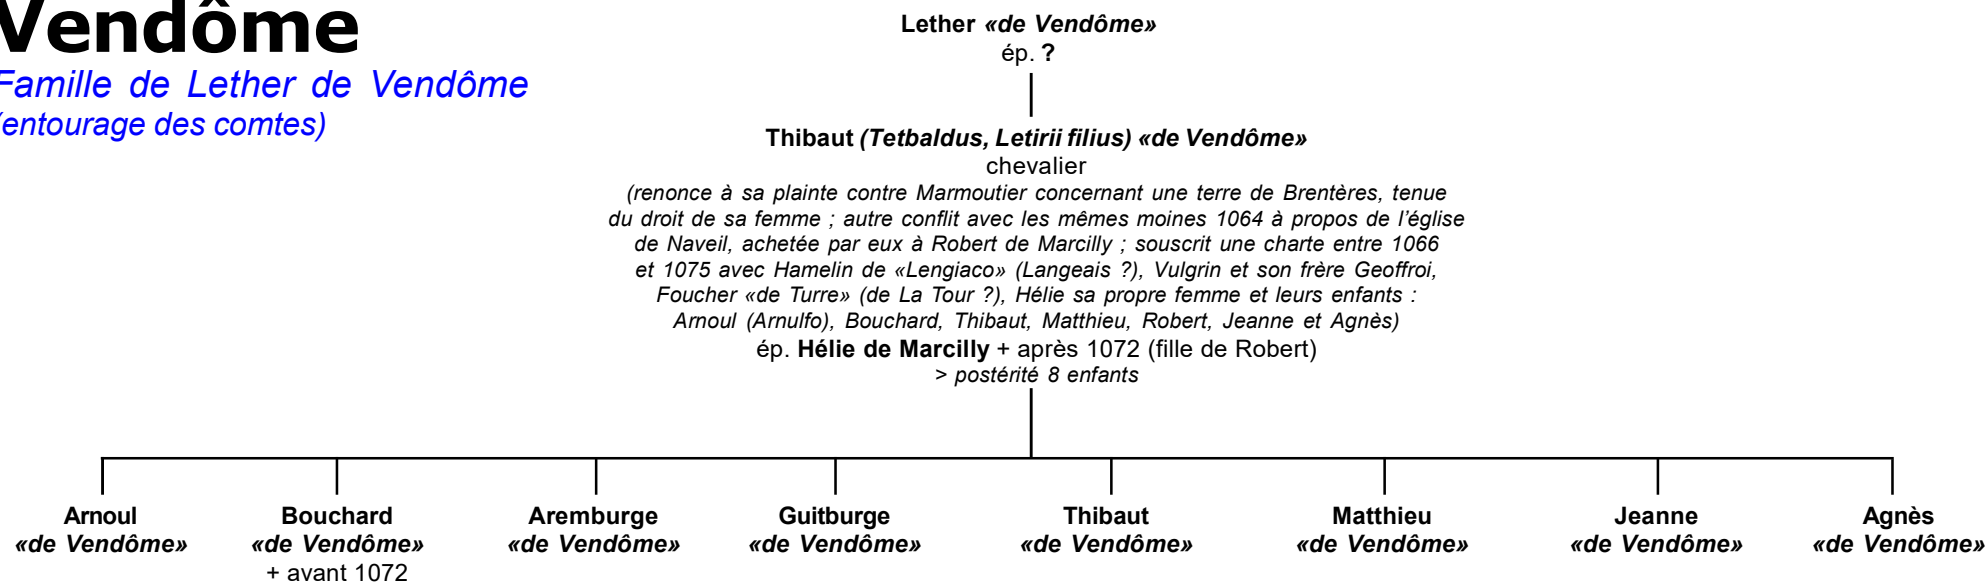 Vendôme
Famille de Lether de Vendôme
(entourage des comtes)
Lether «de Vendôme»
ép. ?
Thibaut (Tetbaldus, Letirii filius) «de Vendôme»
chevalier
(renonce à sa plainte contre Marmoutier concernant une terre de Brentères, tenue
du droit de sa femme ; autre conflit avec les mêmes moines 1064 à propos de l'église
de Naveil, achetée par eux à Robert de Marcilly ; souscrit une charte entre 1066
et 1075 avec Hamelin de «Lengiaco» (Langeais ?), Vulgrin et son frère Geoffroi,
Foucher «de Turre» (de La Tour ?), Hélie sa propre femme et leurs enfants :
Arnoul (Arnulfo), Bouchard, Thibaut, Matthieu, Robert, Jeanne et Agnès)
ép. Hélie de Marcilly + après 1072 (fille de Robert)
> postérité 8 enfants
Arnoul
«de Vendôme»
Bouchard
«de Vendôme»
+ avant 1072
Aremburge
«de Vendôme»
Guitburge
«de Vendôme»
Thibaut
«de Vendôme»
Matthieu
«de Vendôme»
Jeanne
«de Vendôme»
Agnès
«de Vendôme»